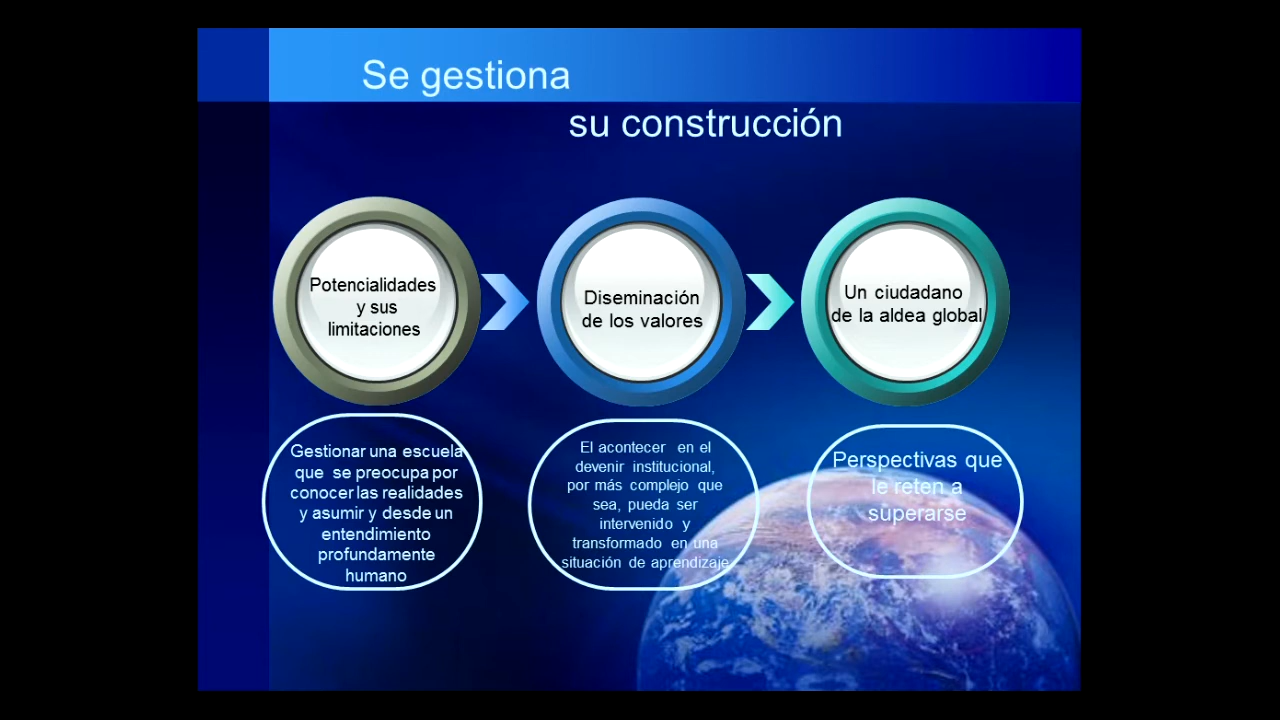 Se gestiona
su construcción
Potencialidades
y sus
limitaciones
Diseminación
de los valores
Un ciudadano
de la aldea global
Gestionar una escuela
que se preocupa por
conocer las realidades
y asumir y desde un
entendimiento
profundamente
humano
El acontecer en el
devenir institucional,
por más complejo que
sea, pueda ser
intervenido y
transformado en una
situación de aprendizaje
Perspectivas que
le reten a
superarse